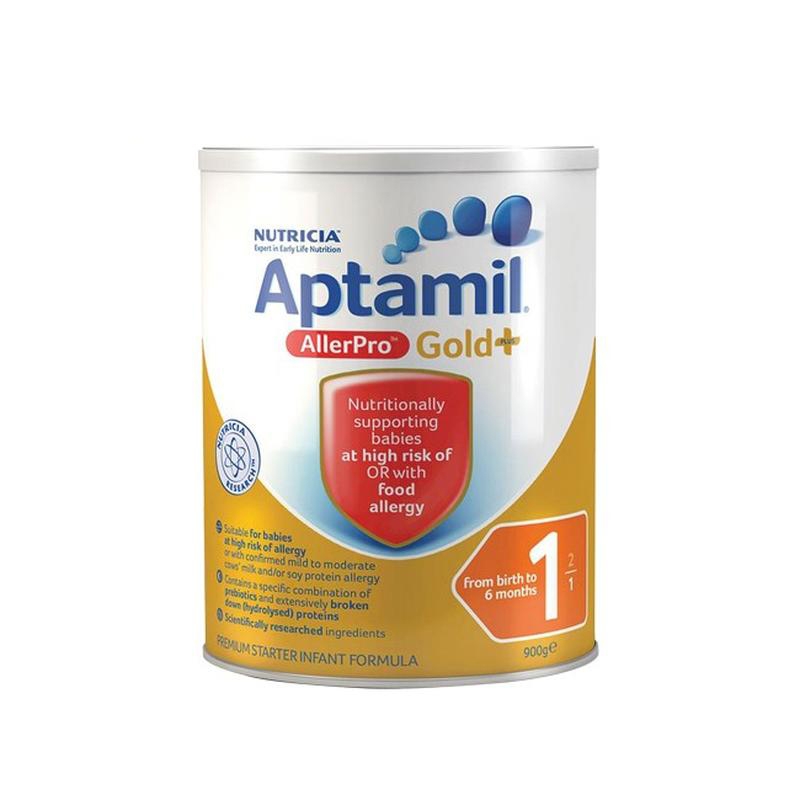 NUTRICIA™
Expert in Early Life Nutrition
Aptamil®
AllerPro™ Gold+
PLUS
Nutritionally
supporting
babies
at high risk of
OR with
food
allergy
NUTRICIA
RESEARCH™
Suitable for babies
at high risk of allergy
or with confirmed mild to moderate
cows' milk and/or soy protein allergy
Contains a specific combination of
prebiotics and extensively broken
down (hydrolysed) proteins
Scientifically researched ingredients
PREMIUM STARTER INFANT FORMULA
From birth to
6 months
1
2
1
900g℮